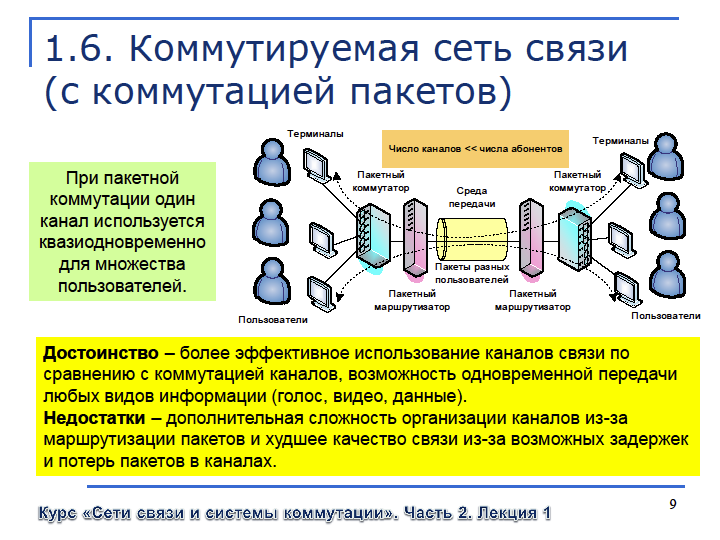 1.6. Коммутируемая сеть связи
(с коммутацией пакетов)
Терминалы
Число каналов << числа абонентов
Терминалы
При пакетной
коммутации один
канал используется
квазиодновременно
для множества
пользователей.
Пакетный
коммутатор
Среда
передачи
Пакетный
коммутатор
Пакеты разных
пользователей
Пакетный
маршрутизатор
Пакетный
маршрутизатор
Пользователи
Пользователи
Достоинство – более эффективное использование каналов связи по
сравнению с коммутацией каналов, возможность одновременной передачи
любых видов информации (голос, видео, данные).
Недостатки – дополнительная сложность организации каналов из-за
маршрутизации пакетов и худшее качество связи из-за возможных задержек
и потерь пакетов в каналах.
Курс «Сети связи и системы коммутации». Часть 2. Лекция 1
9